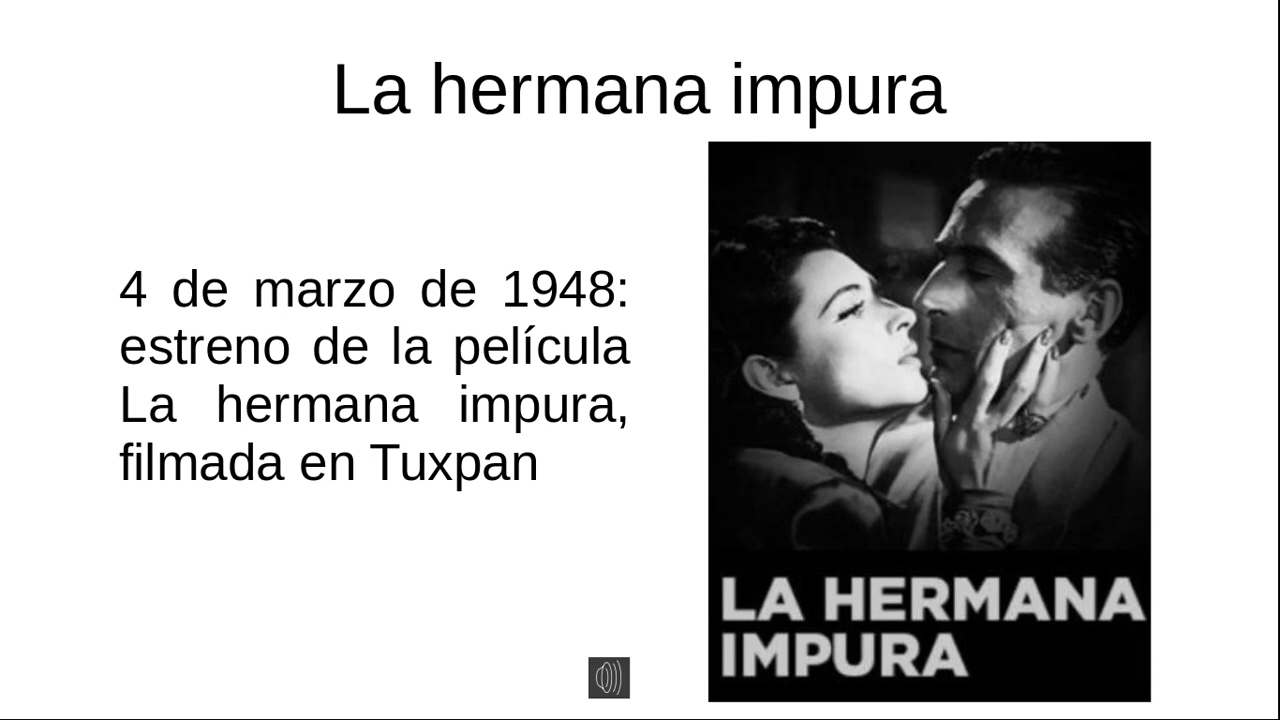 La hermana impura
4 de marzo de 1948:
estreno de la película
La hermana impura,
filmada en Tuxpan
LA HERMANA
IMPURA